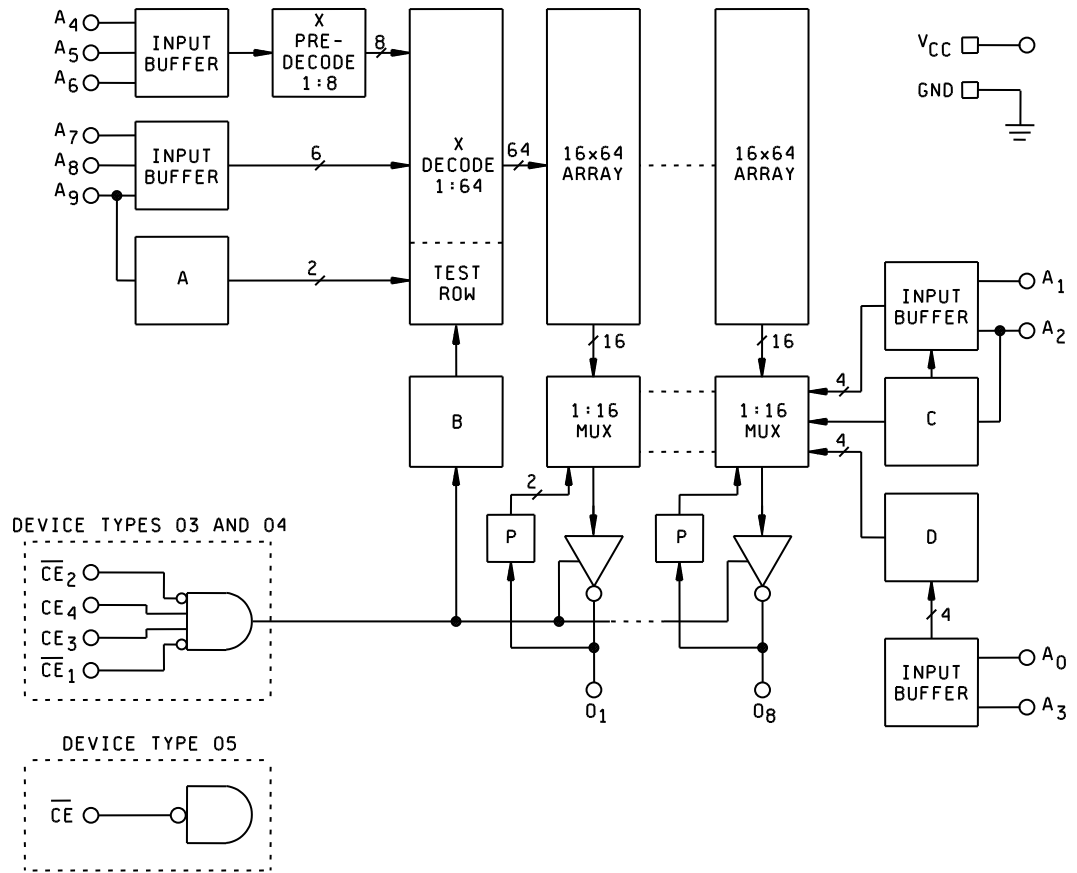 A4
A5
A6
INPUT
BUFFER
X
PRE-
DECODE
1:8
8
A7
A8
A9
INPUT
BUFFER
6
A
2
X
DECODE
1:64
TEST
ROW
64
16x64
ARRAY
16x64
ARRAY
VCC
GND
16
16
B
1:16
MUX
1:16
MUX
INPUT
BUFFER
A1
A2
4
C
4
D
4
INPUT
BUFFER
A0
A3
2
P
P
O1
O8
DEVICE TYPES 03 AND 04
CE2
CE4
CE3
CE1
DEVICE TYPE 05
CE